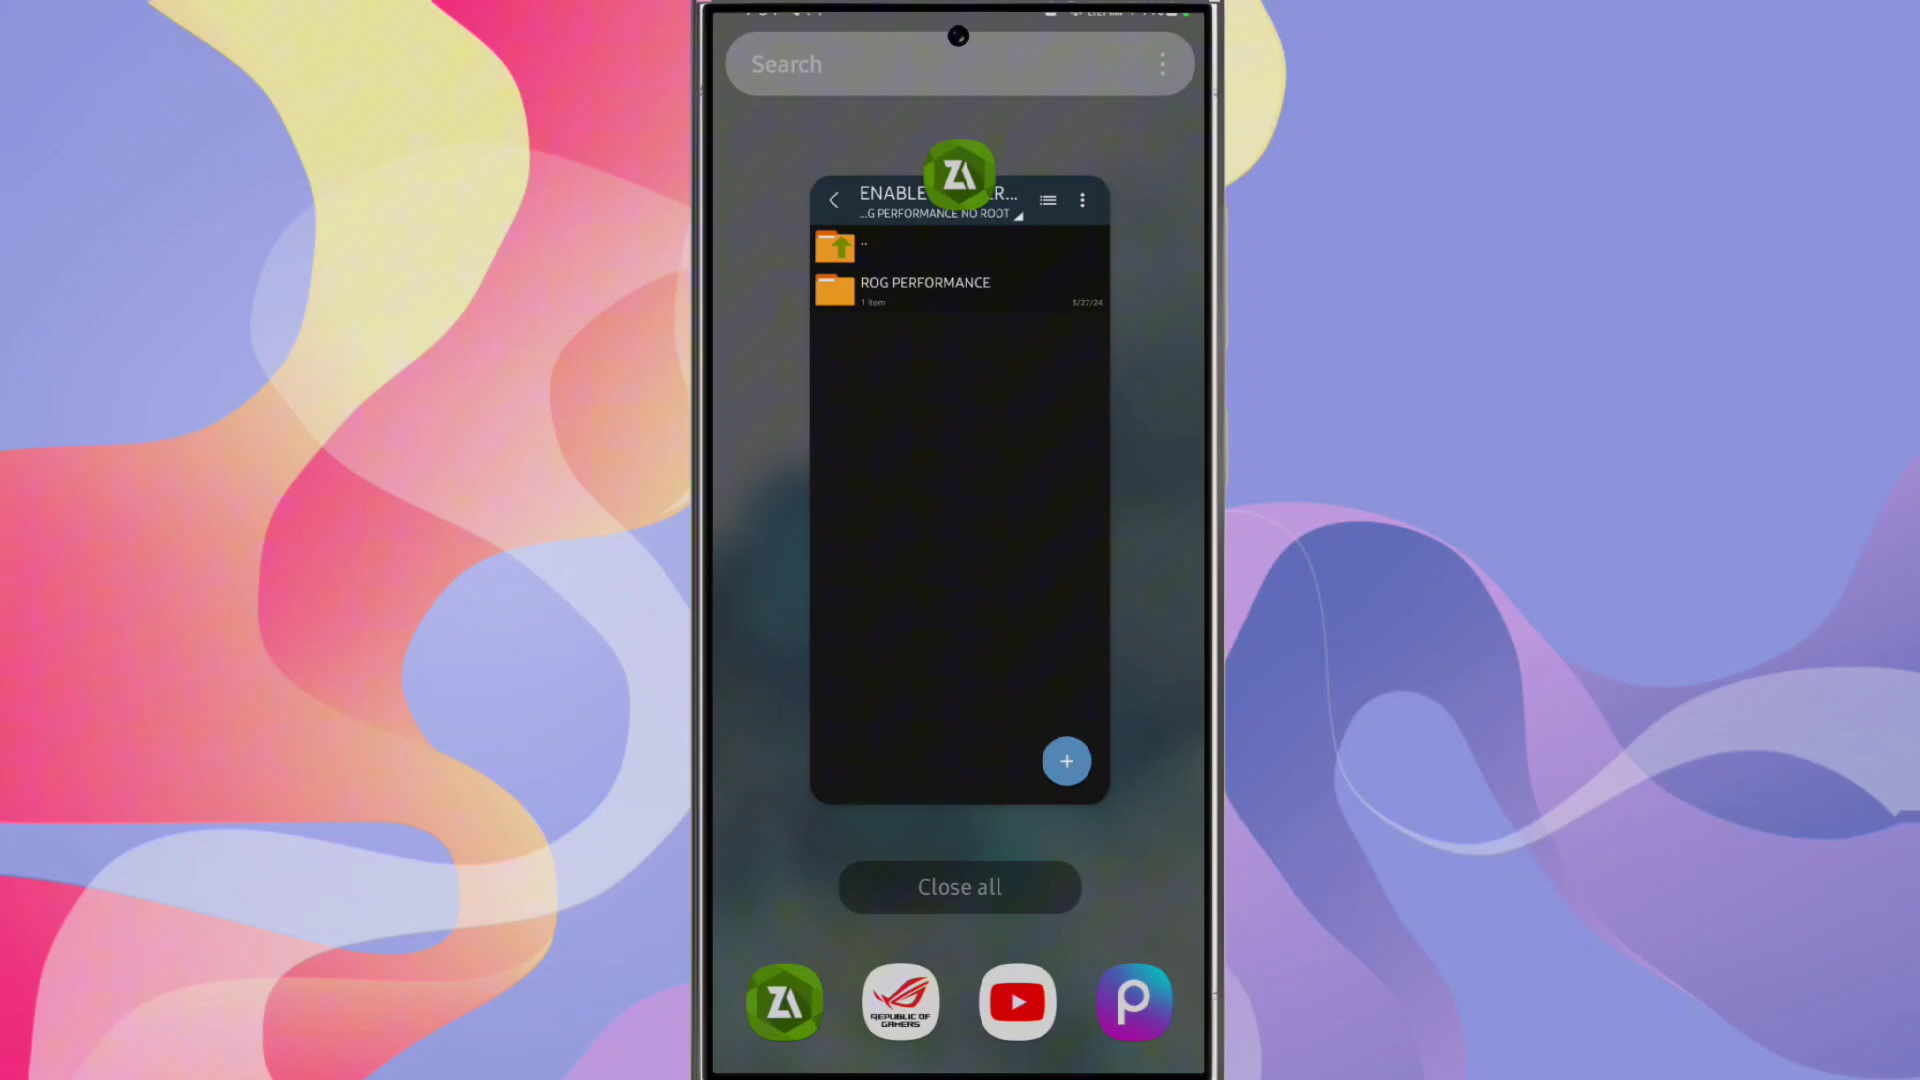 Search
ENABLE
R...
...G PERFORMANCE NO ROOT
..
ROG PERFORMANCE
1 item
5/27/24
+
Close all
REPUBLIC OF
GAMERS